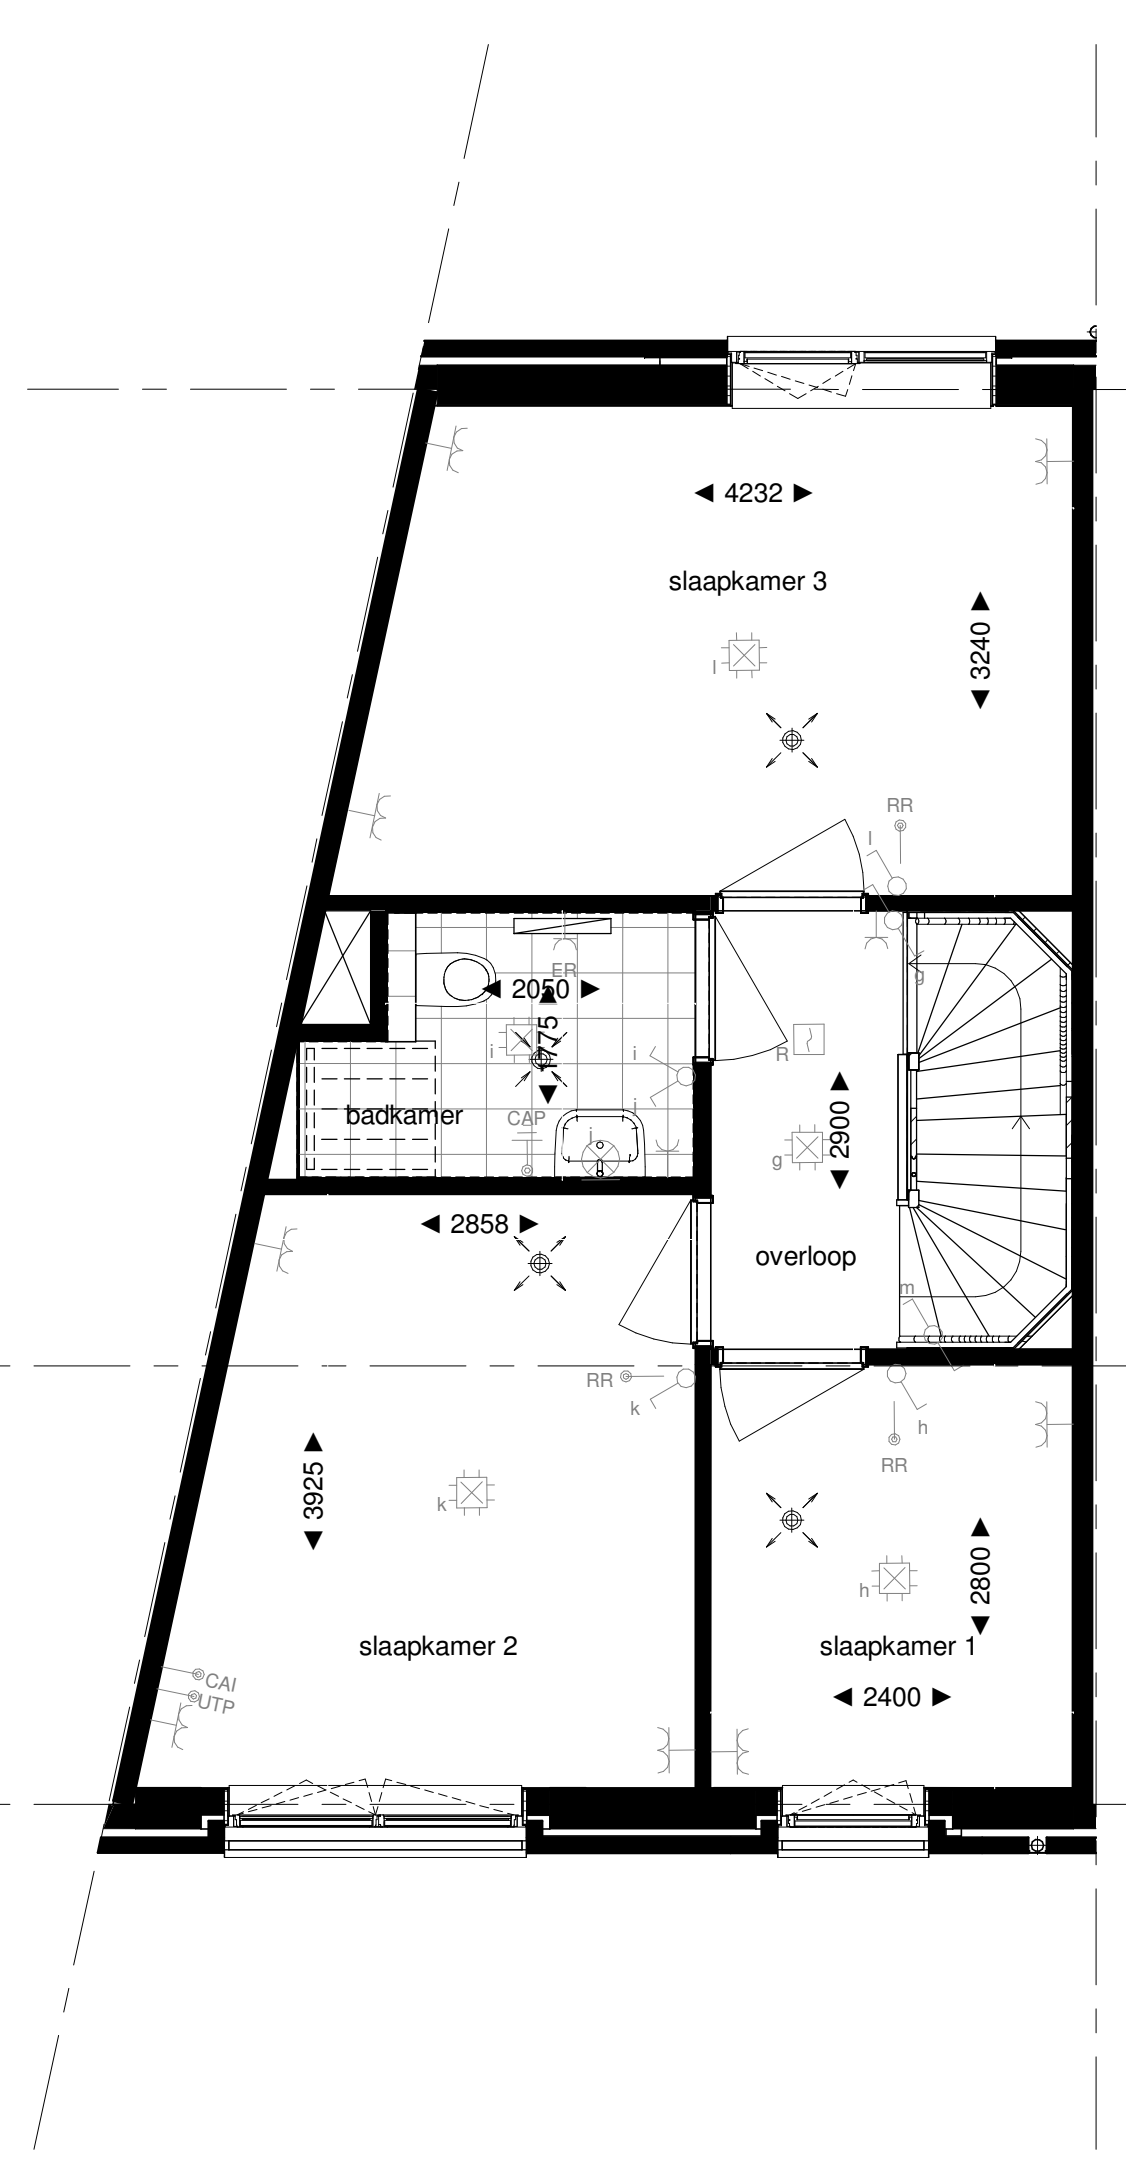 4232
slaapkamer 3
3240
l
RR
l
ER
g
2050
1775
i
i
R
j
badkamer
CAP
j
2900
g
2858
overloop
m
RR
k
h
RR
3925
k
2800
h
slaapkamer 2
slaapkamer 1
CAI
UTP
2400